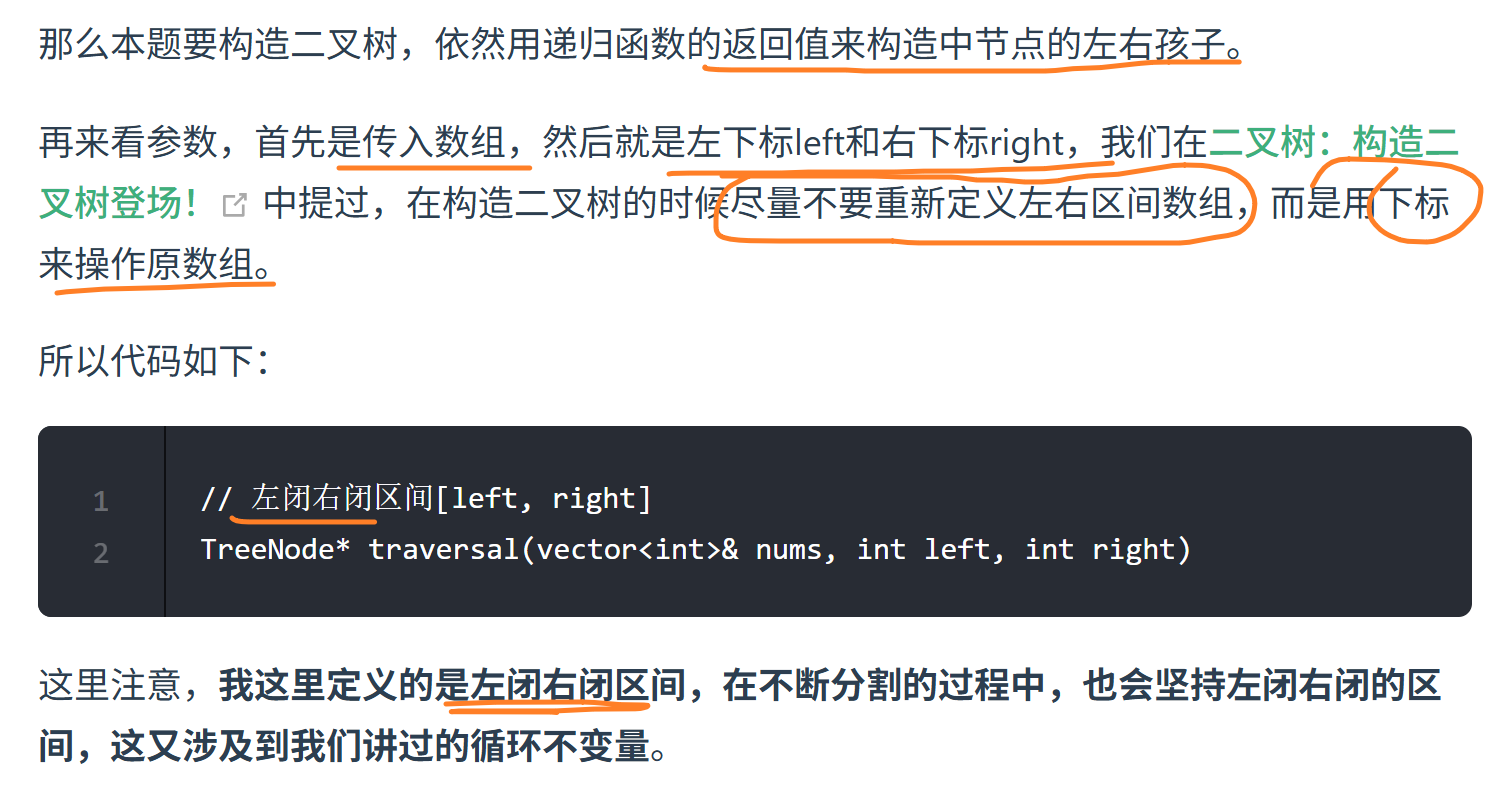 那么本题要构造二叉树，依然用递归函数的返回值来构造中节点的左右孩子。
再来看参数，首先是传入数组，然后就是左下标left和右下标right，我们在二叉树：构造二
叉树登场！ 中提过，在构造二叉树的时候尽量不要重新定义左右区间数组，而是用下标
来操作原数组。
所以代码如下：
1 // 左闭右闭区间[left, right]
2 TreeNode* traversal(vector<int>& nums, int left, int right)
这里注意，我这里定义的是左闭右闭区间，在不断分割的过程中，也会坚持左闭右闭的区
间，这又涉及到我们讲过的循环不变量。